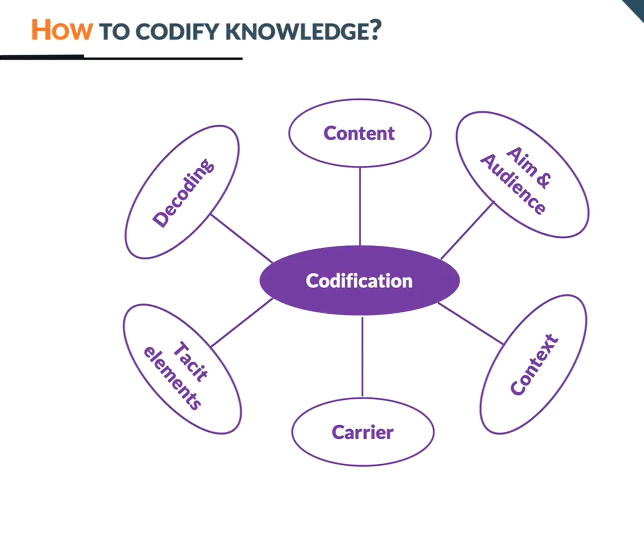 How to codify knowledge?
Content
Aim &
Audience
Decoding
Codification
Tacit
elements
Context
Carrier